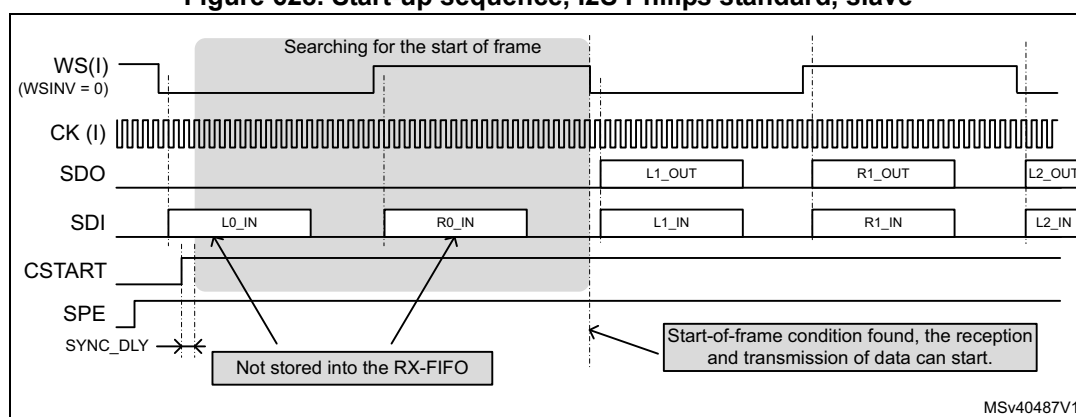 Figure 828. Start-up sequence, I2S Philips standard, slave
Searching for the start of frame
WS(I)
(WSINV = 0)
CK (I)
SDO
L1_OUT
R1_OUT
L2_OUT
SDI
L0_IN
R0_IN
L1_IN
R1_IN
L2_IN
CSTART
SPE
SYNC_DLY
Not stored into the RX-FIFO
Start-of-frame condition found, the reception
and transmission of data can start.
MSv40487V1